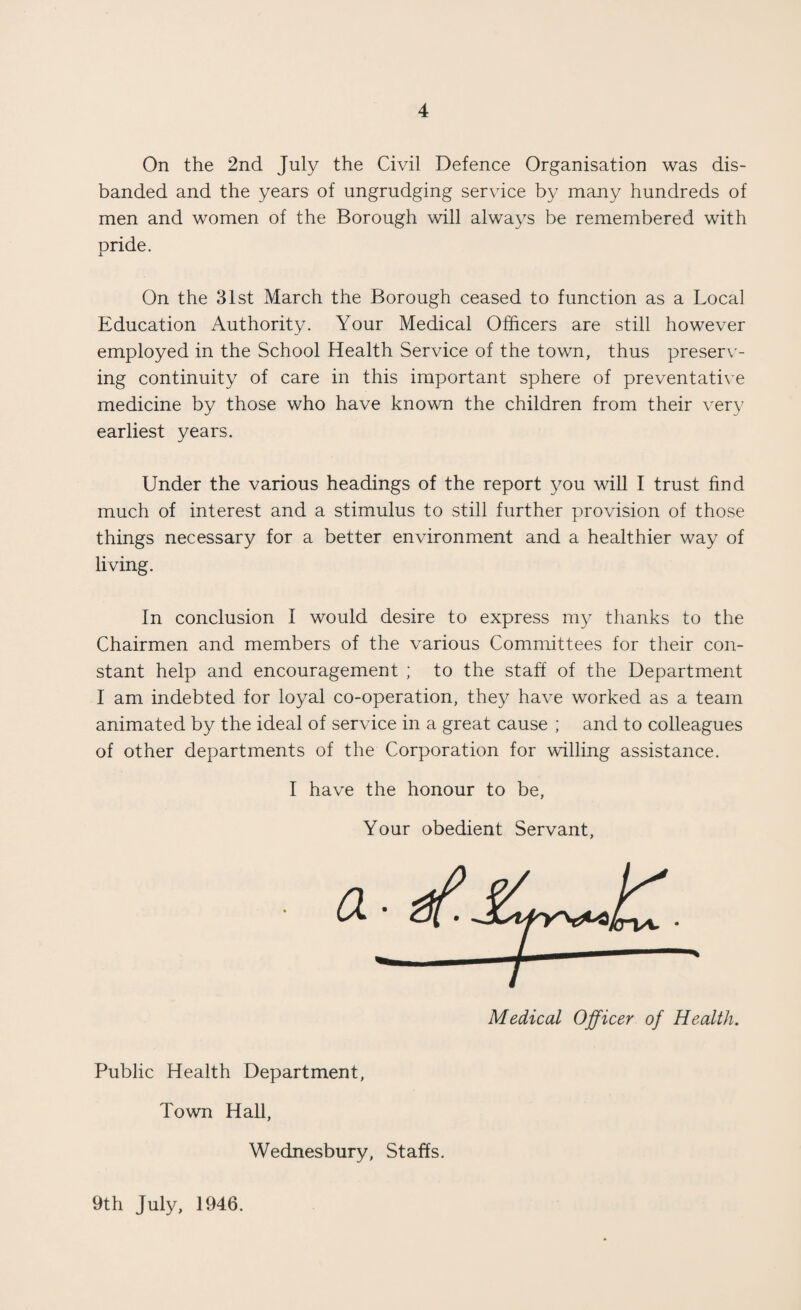 4
On the 2nd July the Civil Defence Organisation was dis-
banded and the years of ungrudging service by many hundreds of
men and women of the Borough will always be remembered with
pride.
On the 31st March the Borough ceased to function as a Local
Education Authority. Your Medical Officers are still however
employed in the School Health Service of the town, thus preserv-
ing continuity of care in this important sphere of preventative
medicine by those who have known the children from their very
earliest years.
Under the various headings of the report you will I trust find
much of interest and a stimulus to still further provision of those
things necessary for a better environment and a healthier way of
living.
In conclusion I would desire to express my thanks to the
Chairmen and members of the various Committees for their con-
stant help and encouragement ; to the staff of the Department
I am indebted for loyal co-operation, they have worked as a team
animated by the ideal of service in a great cause ; and to colleagues
of other departments of the Corporation for willing assistance.
I have the honour to be,
Your obedient Servant,
Medical Officer of Health.
Public Health Department,
Town Hall,
Wednesbury, Staffs.
9th July, 1946.